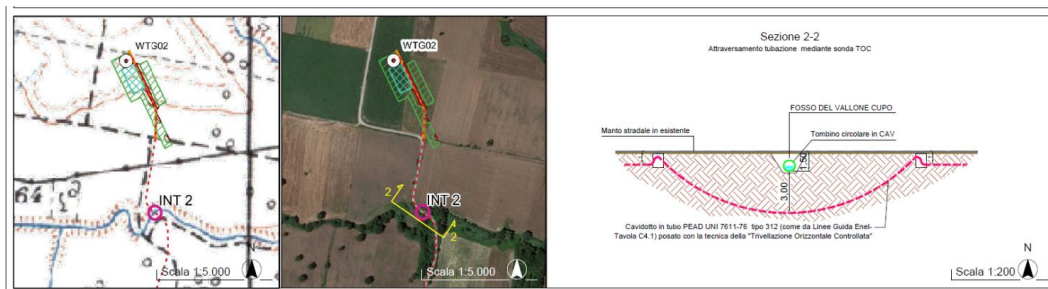 WTG02
INT 2
64
N
Scala 1:5.000
WTG02
2
INT 2
2
N
Scala 1:5.000
Sezione 2-2
Attraversamento tubazione mediante sonda TOC
FOSSO DEL VALLONE CUPO
Manto stradale in esistente
Tombino circolare in CAV
1,50
3,00
Cavidotto in tubo PEAD UNI 7611-76 tipo 312 (come da Linee Guida Enel-
Tavola C4.1) posato con la tecnica della "Trivellazione Orizzontale Controllata"
N
Scala 1:200